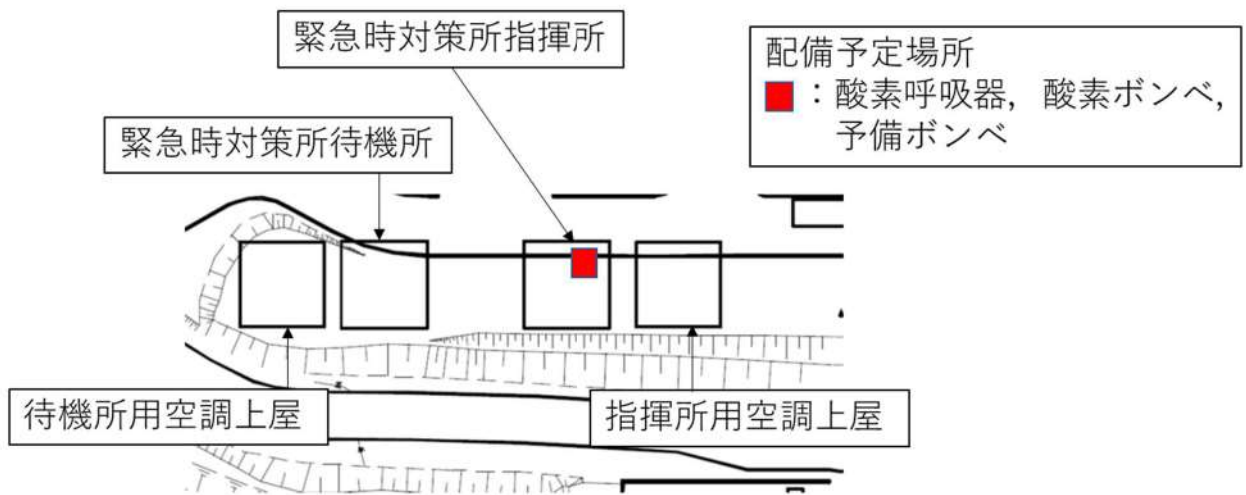 緊急時対策所指揮所
配備予定場所
：酸素呼吸器，酸素ボンベ，
予備ボンベ
緊急時対策所待機所
待機所用空調上屋
指揮所用空調上屋